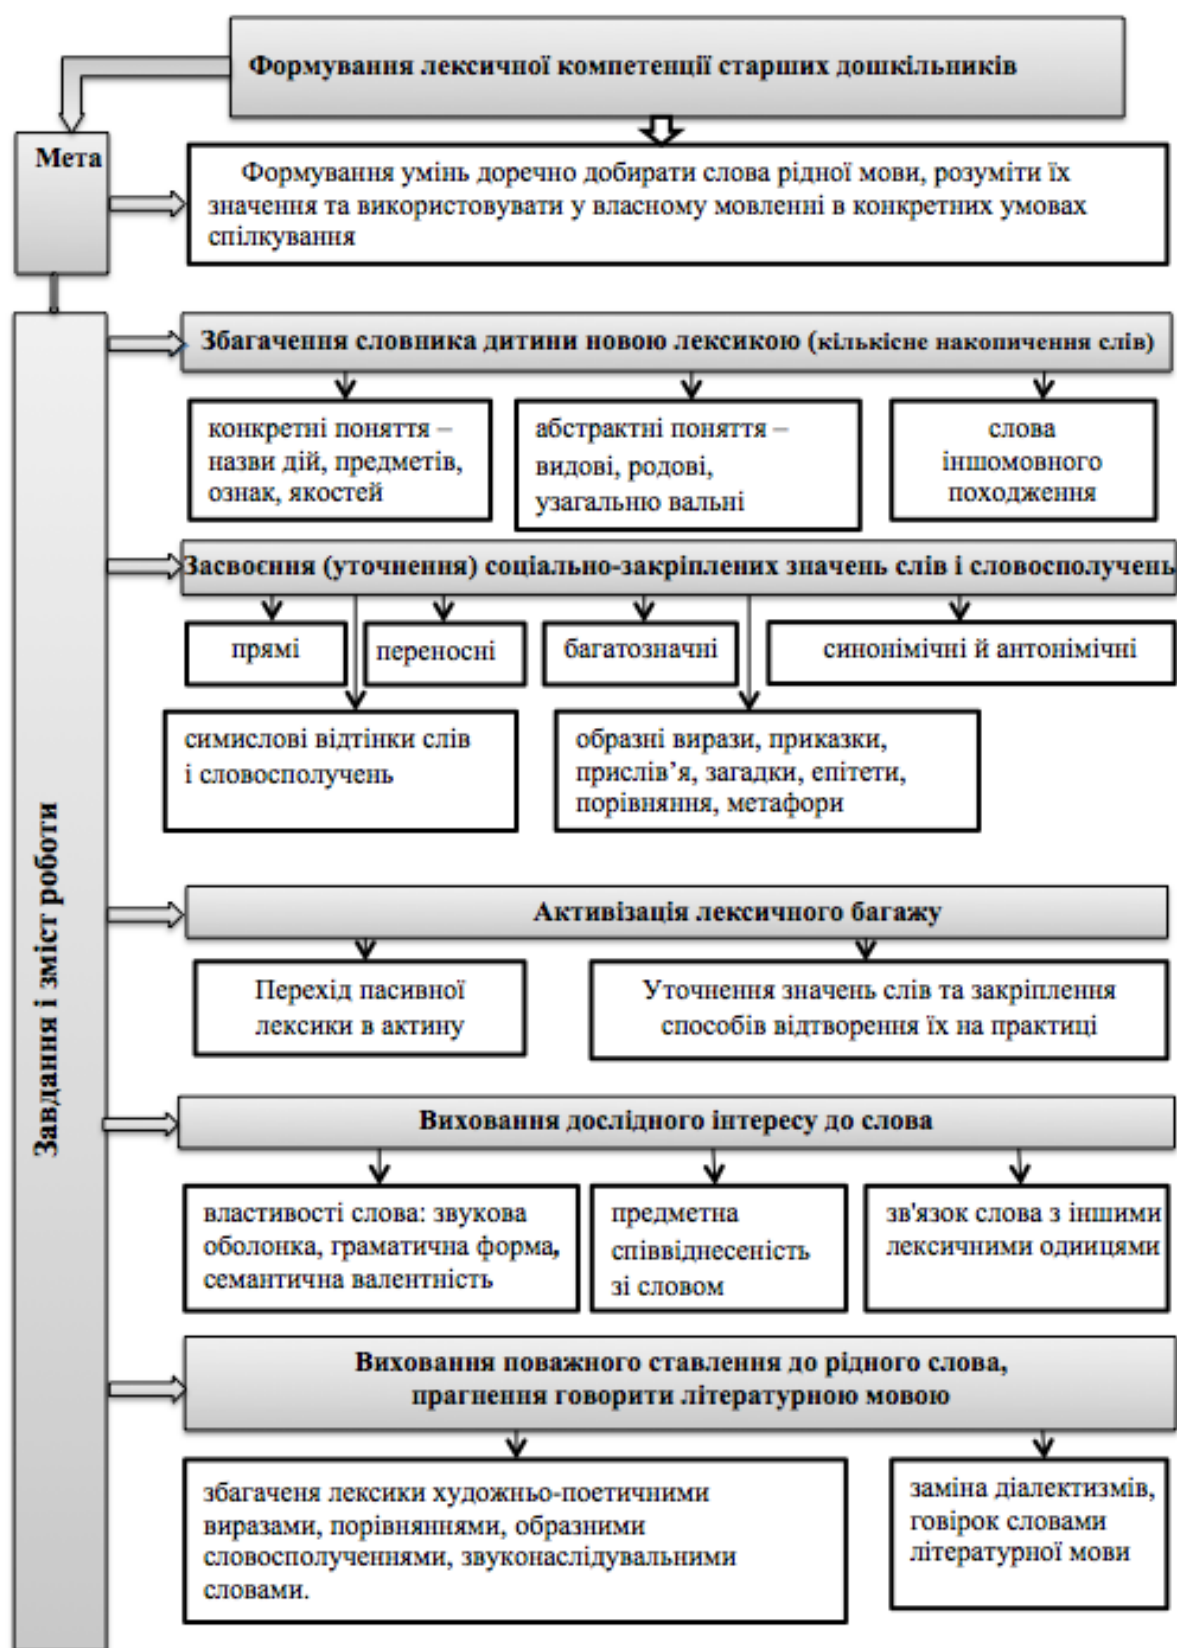 Формування лексичної компетенції старших дошкільників
Мета
Формування умінь доречно добирати слова рідної мови, розуміти їх
значення та використовувати у власному мовленні в конкретних умовах
спілкування
Завдання і зміст роботи
Збагачення словника дитини новою лексикою (кількісне накопичення слів)
конкретні поняття –
назви дій, предметів,
ознак, якостей
абстрактні поняття –
видові, родові,
узагальню вальні
слова
іншомовного
походження
Засвоєння (уточнення) соціально-закріплених значень слів і словосполучень
прямі
переносні
багатозначні
синонімічні й антонімічні
симислові відтінки слів
і словосполучень
образні вирази, приказки,
прислів’я, загадки, епітети,
порівняння, метафори
Активізація лексичного багажу
Перехід пасивної
лексики в актину
Уточнення значень слів та закріплення
способів відтворення їх на практиці
Виховання дослідного інтересу до слова
властивості слова: звукова
оболонка, граматична форма,
семантична валентність
предметна
співвіднесеність
зі словом
зв'язок слова з іншими
лексичними одиицями
Виховання поважного ставлення до рідного слова,
прагнення говорити літературною мовою
збагаченя лексики художньо-поетичними
виразами, порівняннями, образними
словосполученнями, звуконаслідувальними
словами.
заміна діалектизмів,
говірок словами
літературної мови